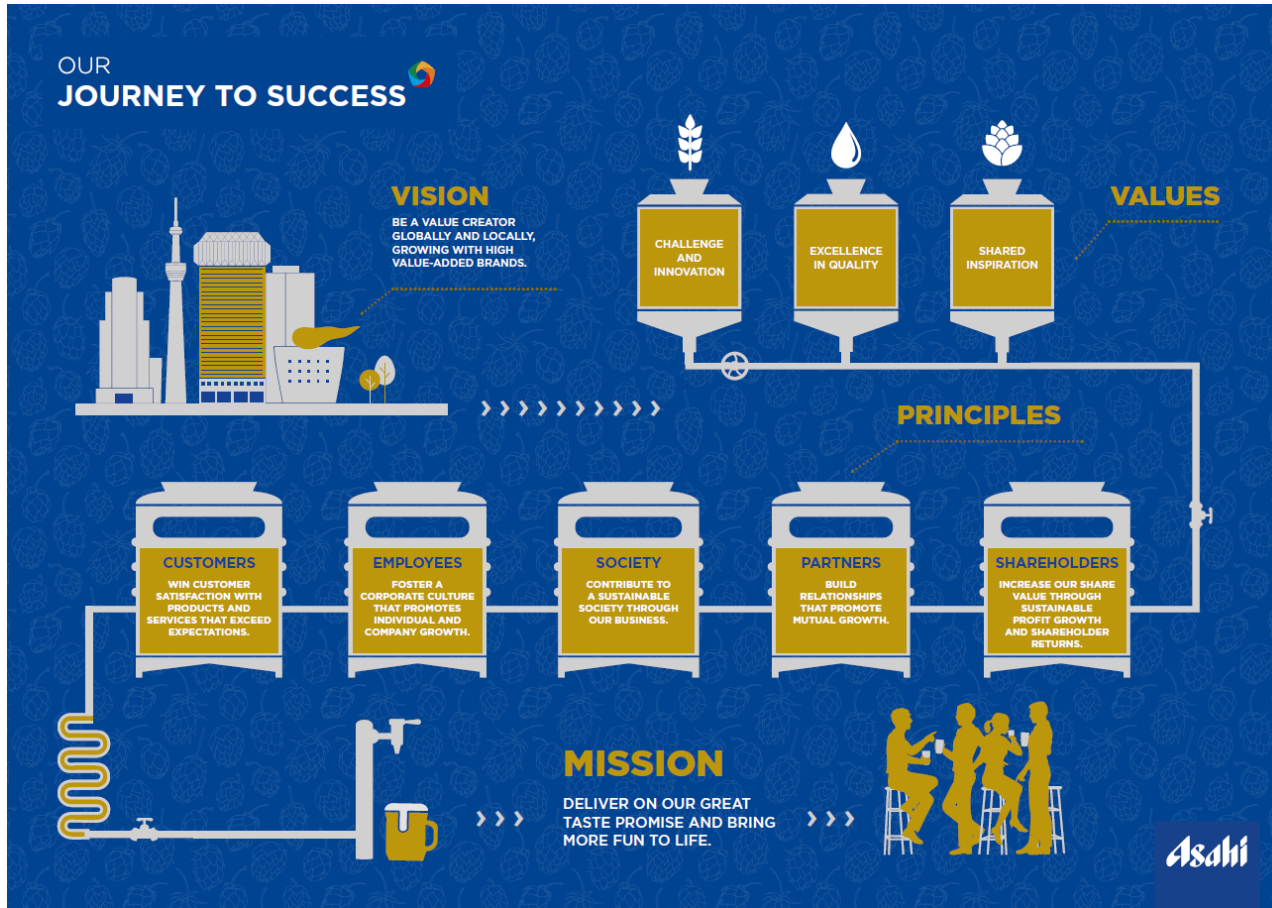 OUR
JOURNEY TO SUCCESS
VISION
BE A VALUE CREATOR
GLOBALLY AND LOCALLY,
GROWING WITH HIGH
VALUE-ADDED BRANDS.
CHALLENGE
AND
INNOVATION
EXCELLENCE
IN QUALITY
SHARED
INSPIRATION
VALUES
PRINCIPLES
CUSTOMERS
WIN CUSTOMER
SATISFACTION WITH
PRODUCTS AND
SERVICES THAT EXCEED
EXPECTATIONS.
EMPLOYEES
FOSTER A
CORPORATE CULTURE
THAT PROMOTES
INDIVIDUAL AND
COMPANY GROWTH.
SOCIETY
CONTRIBUTE TO
A SUSTAINABLE
SOCIETY THROUGH
OUR BUSINESS.
PARTNERS
BUILD
RELATIONSHIPS
THAT PROMOTE
MUTUAL GROWTH.
SHAREHOLDERS
INCREASE OUR SHARE
VALUE THROUGH
SUSTAINABLE
PROFIT GROWTH
AND SHAREHOLDER
RETURNS.
MISSION
DELIVER ON OUR GREAT
TASTE PROMISE AND BRING
MORE FUN TO LIFE.
Asahi